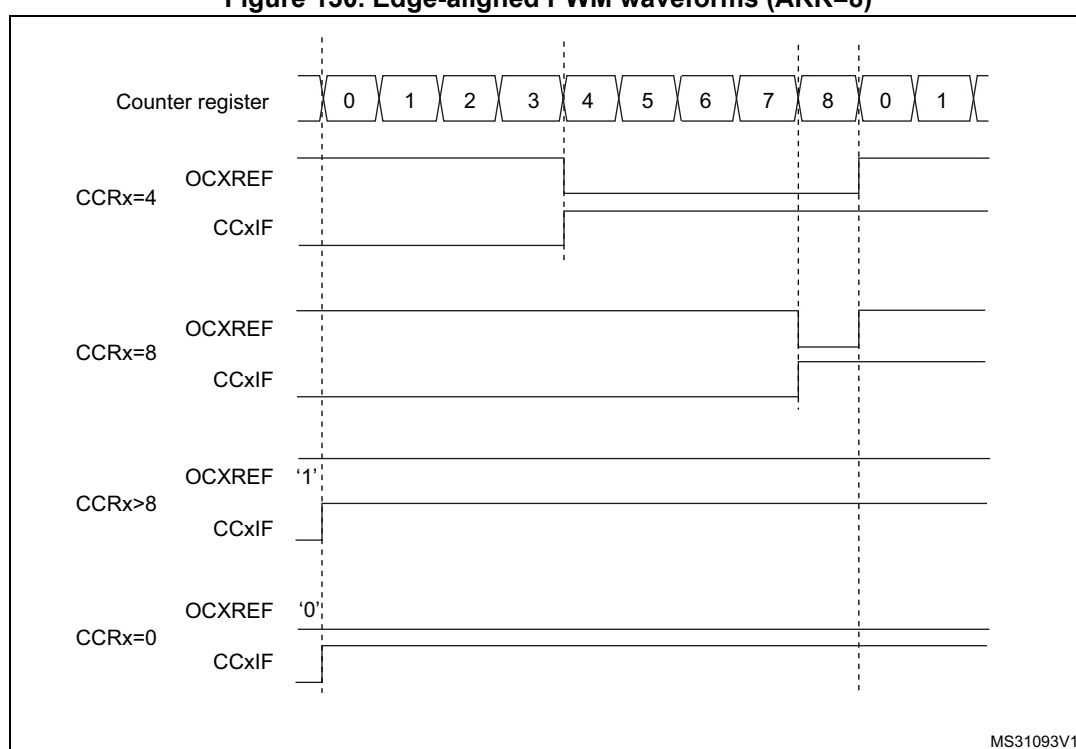 Figure 130. Edge-aligned PWM waveforms (ARR=8)
Counter register 0 1 2 3 4 5 6 7 8 0 1
OCXREF
CCRx=4
CCxIF
OCXREF
CCRx=8
CCxIF
OCXREF '1'
CCRx>8
CCxIF
OCXREF '0'
CCRx=0
CCxIF
MS31093V1